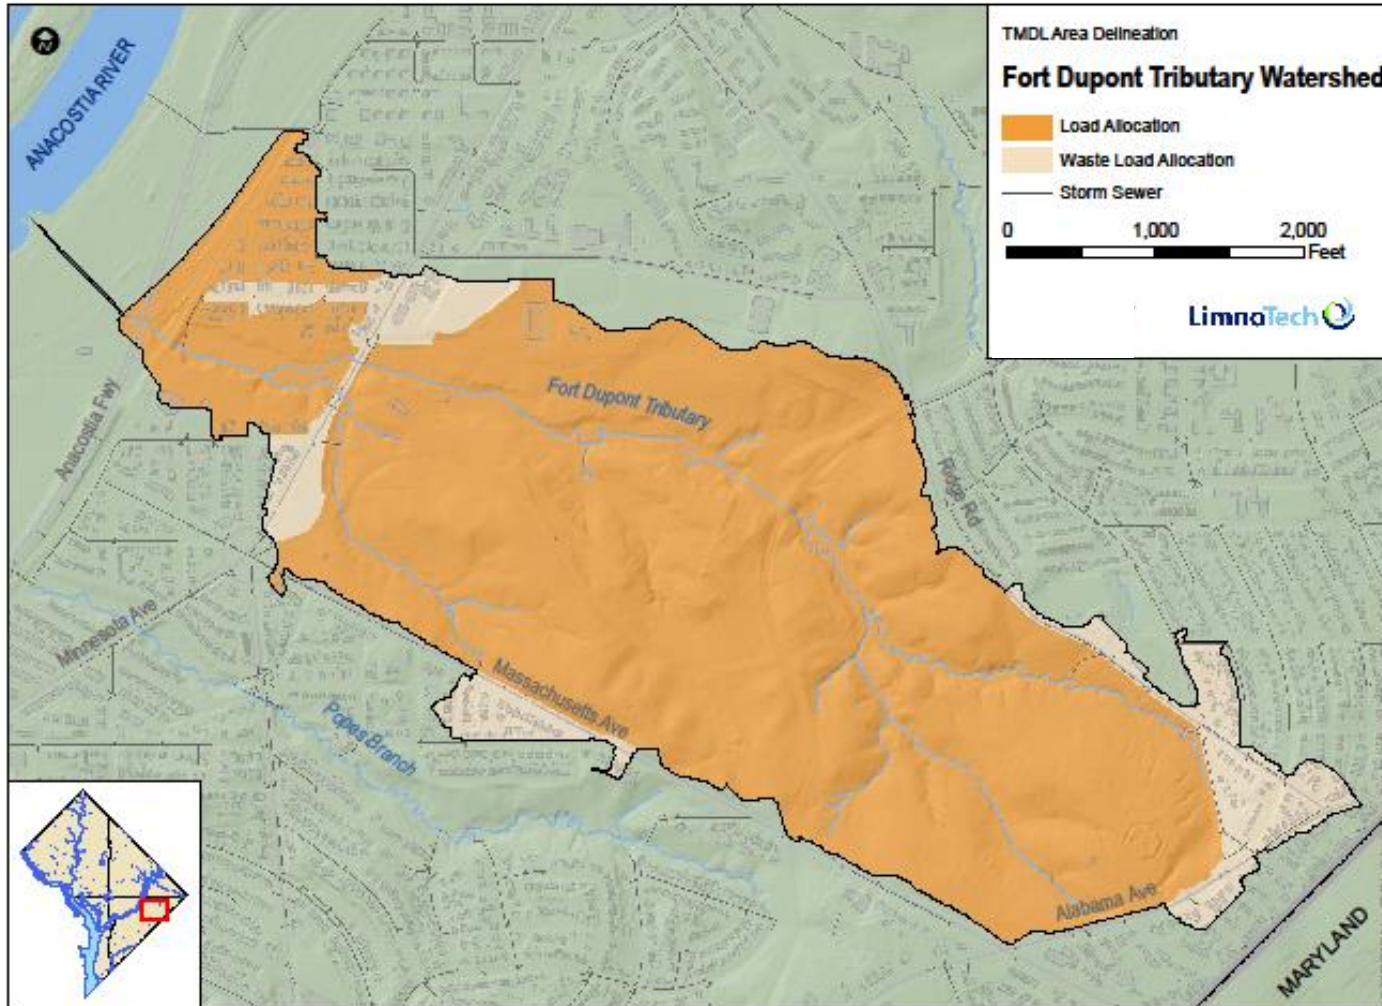 TMDL Area Delineation
Fort Dupont Tributary Watershed
Load Allocation
Waste Load Allocation
Storm Sewer
0 1,000 2,000
Feet
LimnoTech
N
ANACOSTIA RIVER
Anacostia Fwy
Fort Dupont Tributary
Ridge Rd
Minnesota Ave
Massachusetts Ave
Popes Branch
Alabama Ave
MARYLAND